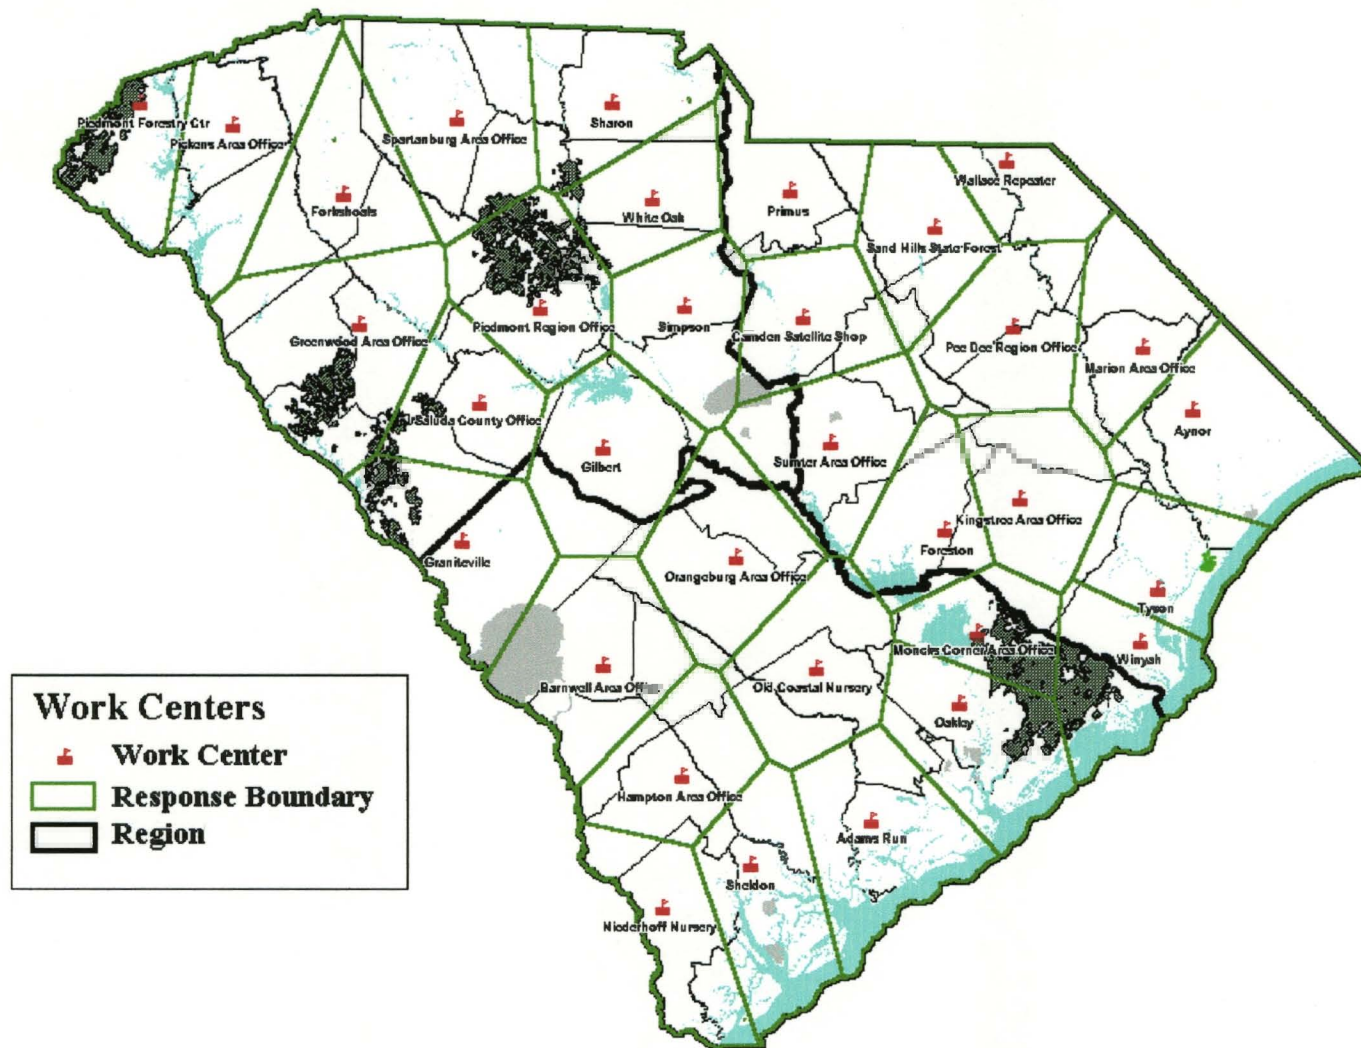 Piedmont Forestry Ctr
Pickens Area Office
Spartanburg Area Office
Sharon
Wallace Repeater
Forkshoals
White Oak
Primus
Sand Hills State Forest
Greenwood Area Office
Piedmont Region Office
Simpson
Camden Satellite Shop
Pee Dee Region Office
Marion Area Office
Saluda County Office
Gilbert
Sumter Area Office
Aynor
Graniteville
Orangeburg Area Office
Foreston
Kingstree Area Office
Tyson
Moncks Corner Area Office
Winyah
Barnwell Area Office
Old Coastal Nursery
Oakley
Hampton Area Office
Adams Run
Sheldon
Niederhoff Nursery
Work Centers
Work Center
Response Boundary
Region